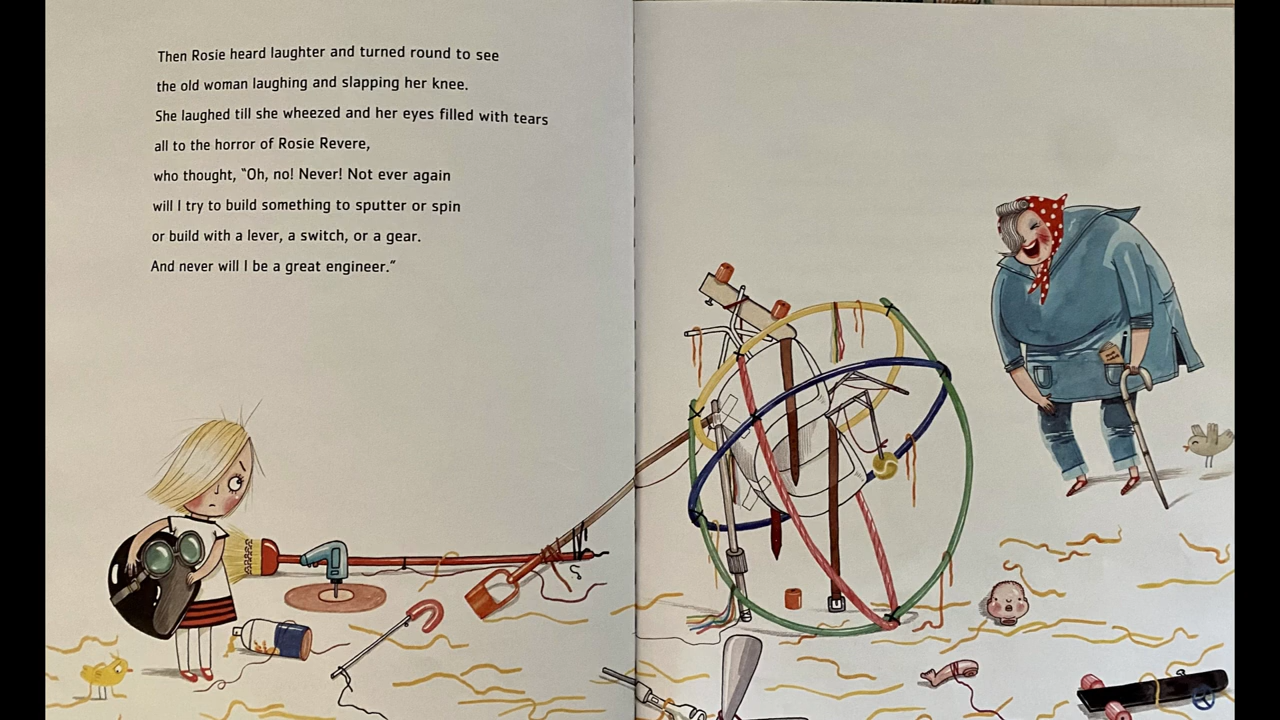 Then Rosie heard laughter and turned round to see
the old woman laughing and slapping her knee.
She laughed till she wheezed and her eyes filled with tears
all to the horror of Rosie Revere,
who thought, “Oh, no! Never! Not ever again
will I try to build something to sputter or spin
or build with a lever, a switch, or a gear.
And never will I be a great engineer.”